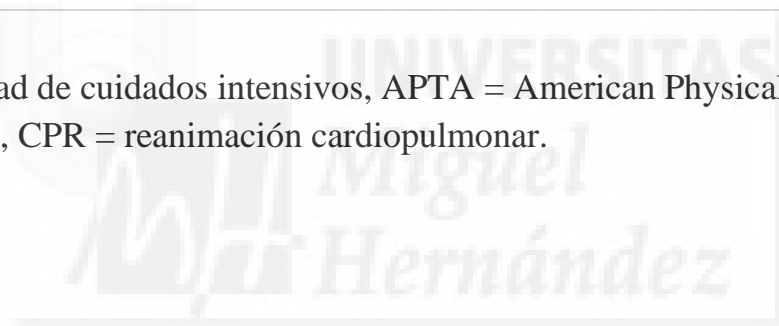 UNIVERSITAS
ad de cuidados intensivos, APTA = American Physical
, CPR = reanimación cardiopulmonar.
Miguel
Hernández